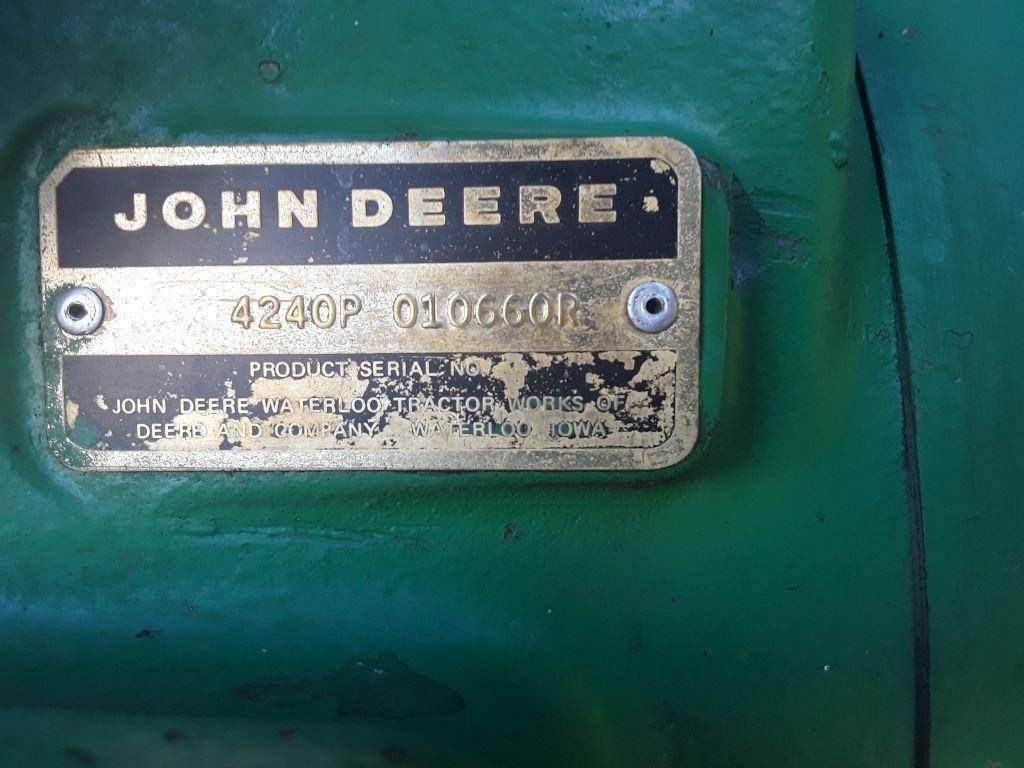 JOHN DEERE
4240P 010660R
PRODUCT SERIAL NO.
JOHN DEERE WATERLOO TRACTOR WORKS OF
DEERE AND COMPANY WATERLOO IOWA